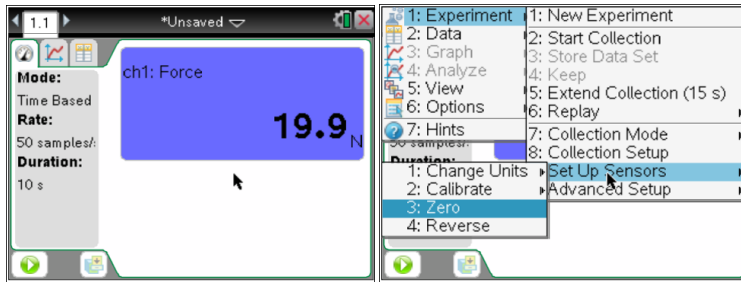 1.1
*Unsaved
Mode:
Time Based
Rate:
50 samples/:
Duration:
10 s
ch1: Force
19.9 N
1: Experiment
2: Data
3: Graph
4: Analyze
5: View
6: Options
7: Hints
50 samples/:
Duration:
1: New Experiment
2: Start Collection
3: Store Data Set
4: Keep
5: Extend Collection (15 s)
6: Replay
7: Collection Mode
8: Collection Setup
Set Up Sensors
Advanced Setup
1: Change Units
2: Calibrate
3: Zero
4: Reverse